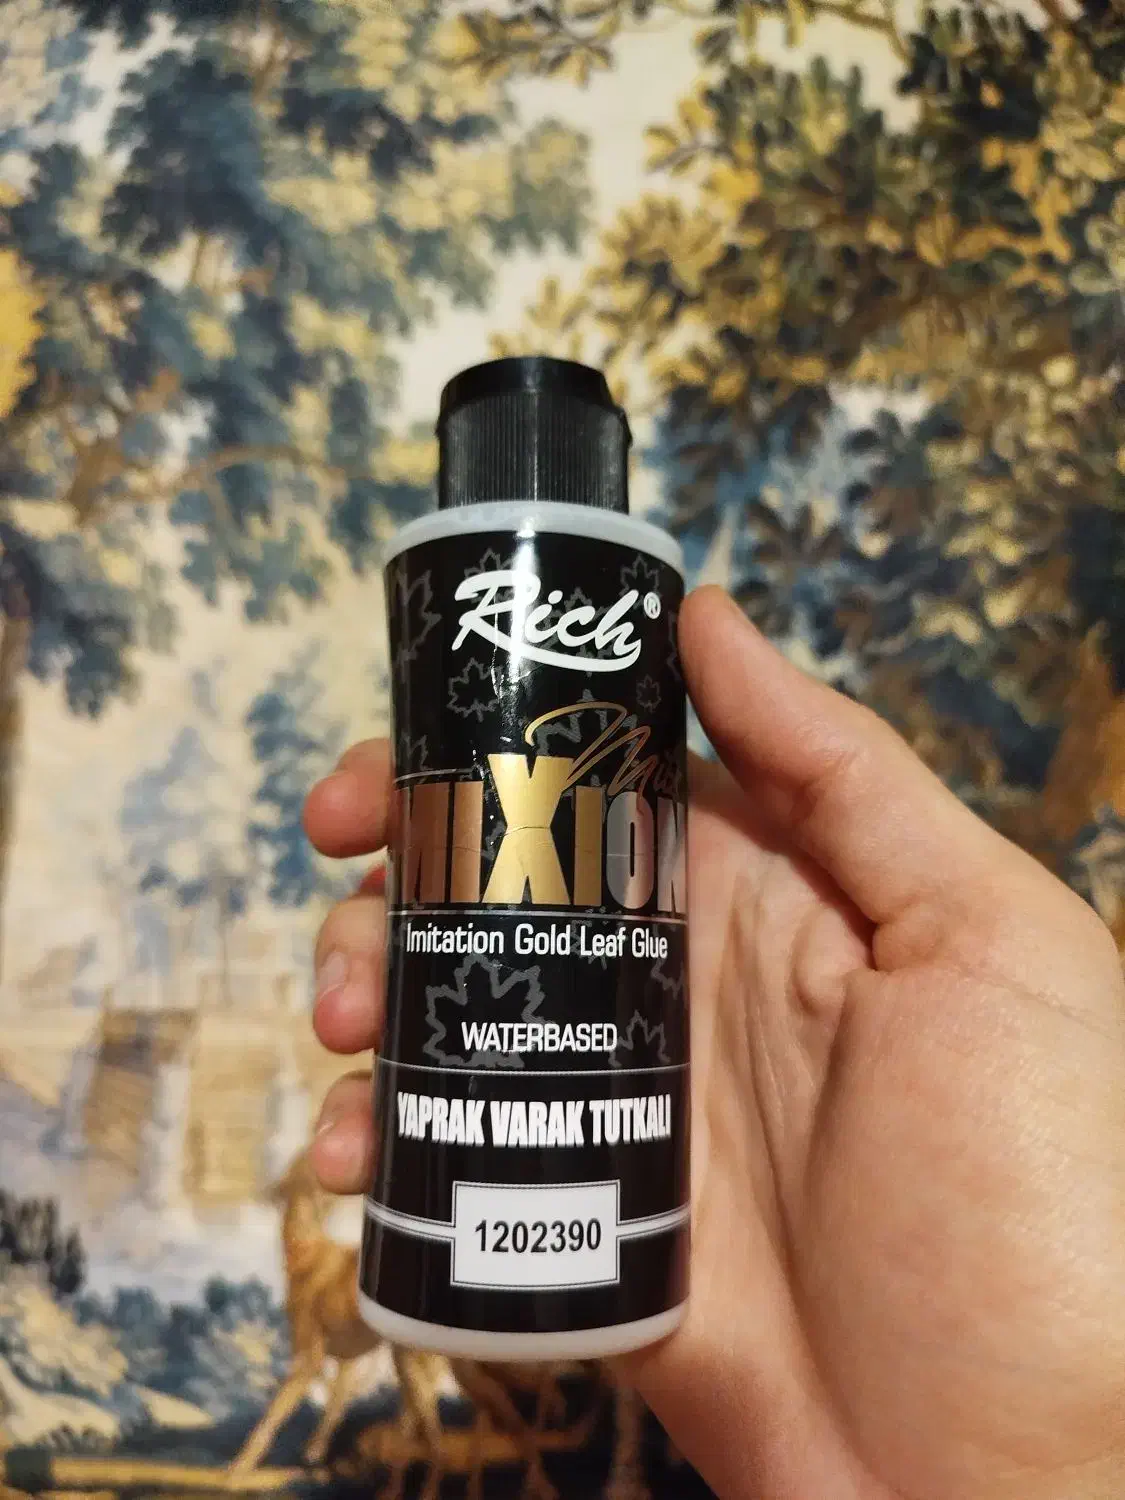 Rich®
MIXION
Imitation Gold Leaf Glue
WATERBASED
YAPRAK VARAK TUTKALI
1202390